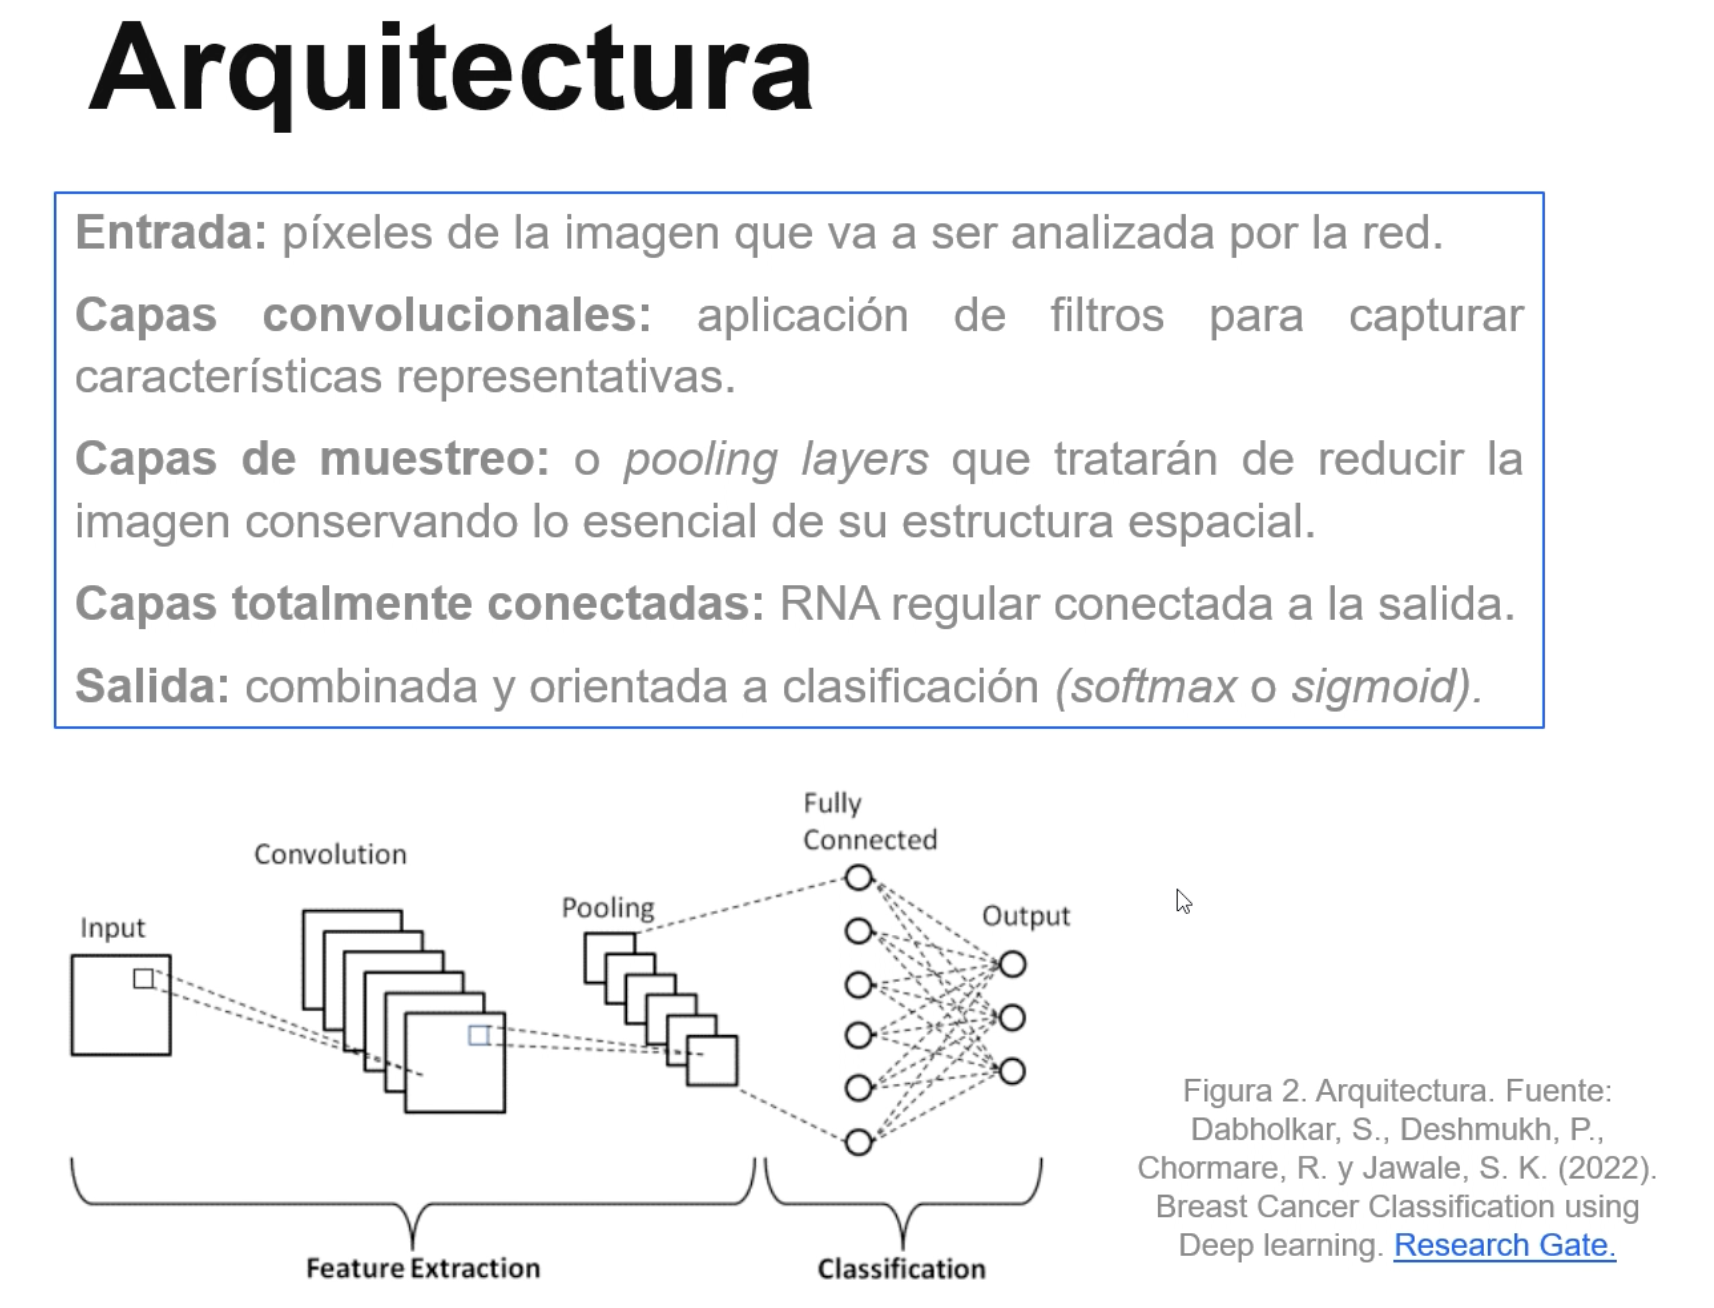 Arquitectura
Entrada: píxeles de la imagen que va a ser analizada por la red.
Capas convolucionales: aplicación de filtros para capturar
características representativas.
Capas de muestreo: o pooling layers que tratarán de reducir la
imagen conservando lo esencial de su estructura espacial.
Capas totalmente conectadas: RNA regular conectada a la salida.
Salida: combinada y orientada a clasificación (softmax o sigmoid).
Fully
Connected
Convolution
Pooling
Input
Output
Feature Extraction
Classification
Figura 2. Arquitectura. Fuente:
Dabholkar, S., Deshmukh, P.,
Chormare, R. y Jawale, S. K. (2022).
Breast Cancer Classification using
Deep learning. Research Gate.